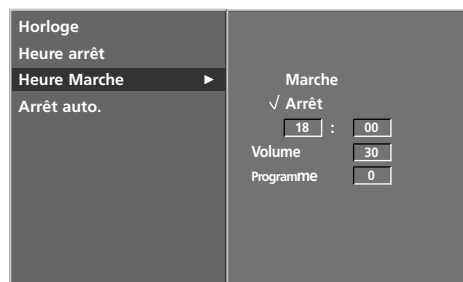 Horloge
Heure arrêt
Heure Marche ►
Arrêt auto.
Marche
√ Arrêt
18 : 00
Volume 30
Programme 0